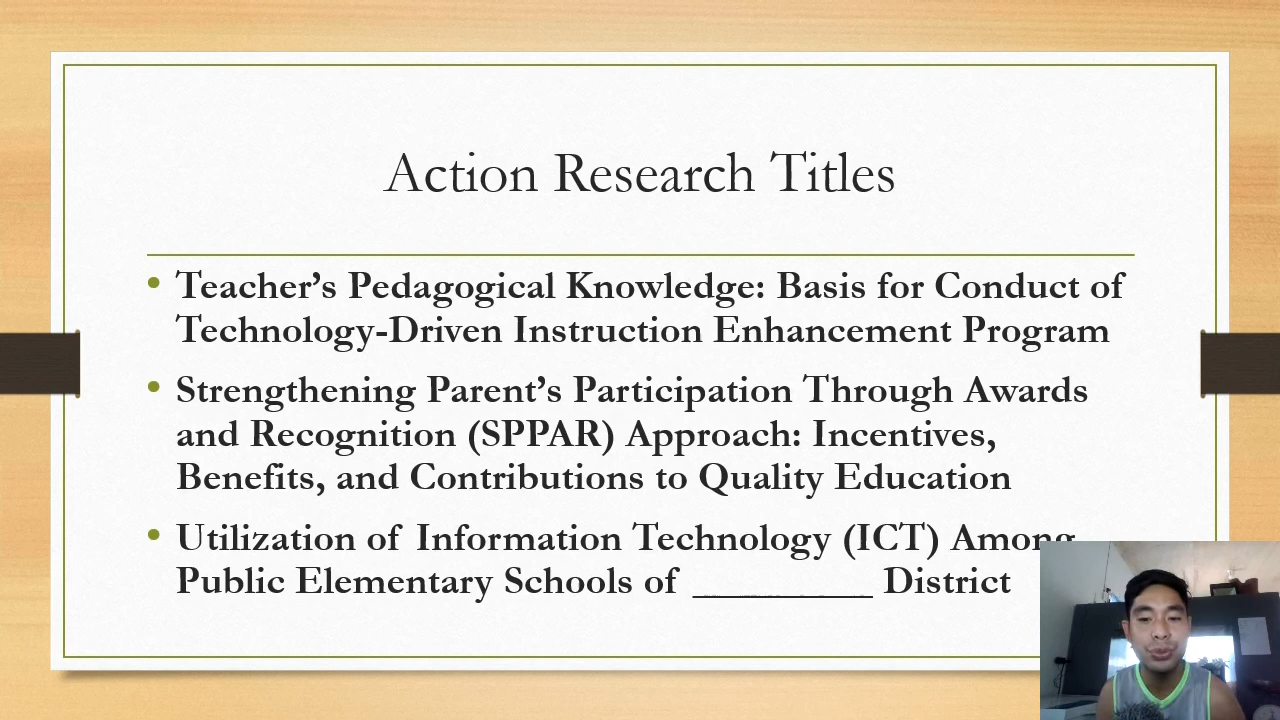 Action Research Titles
• Teacher’s Pedagogical Knowledge: Basis for Conduct of
Technology-Driven Instruction Enhancement Program
• Strengthening Parent’s Participation Through Awards
and Recognition (SPPAR) Approach: Incentives,
Benefits, and Contributions to Quality Education
• Utilization of Information Technology (ICT) Among
Public Elementary Schools of _________ District